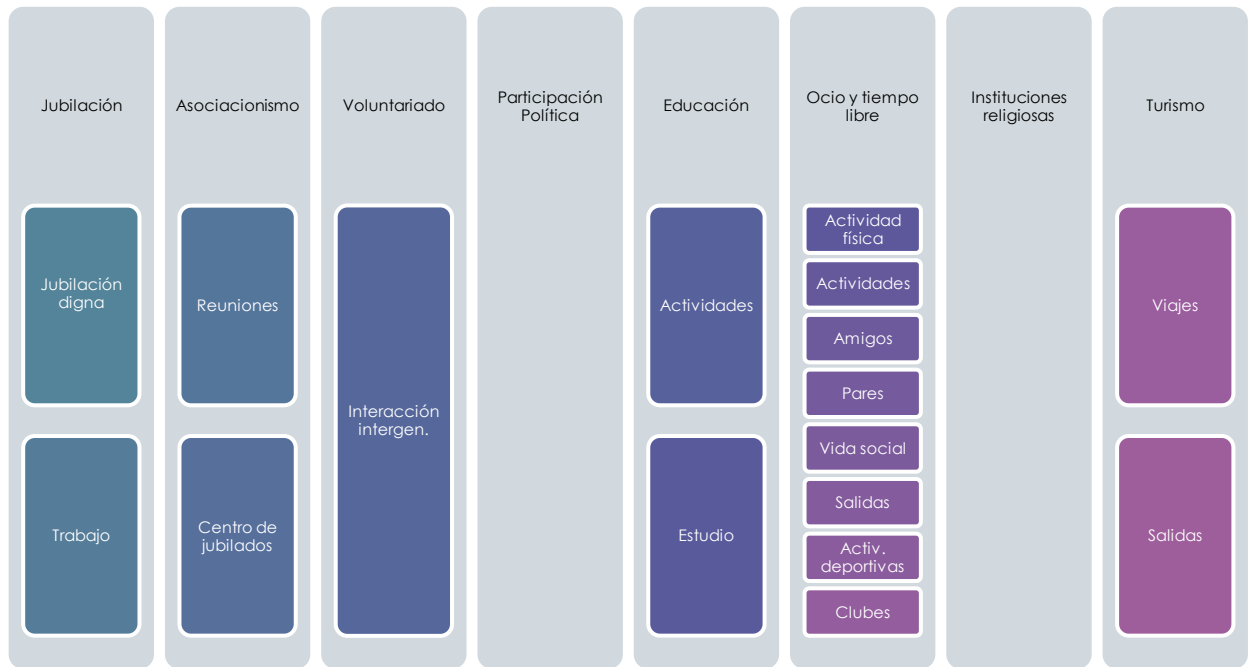 Jubilación
Asociacionismo
Voluntariado
Participación
Política
Educación
Ocio y tiempo
libre
Instituciones
religiosas
Turismo
Jubilación
digna
Trabajo
Reuniones
Centro de
jubilados
Interacción
intergen.
Actividades
Estudio
Actividad
física
Actividades
Amigos
Pares
Vida social
Salidas
Activ.
deportivas
Clubes
Viajes
Salidas